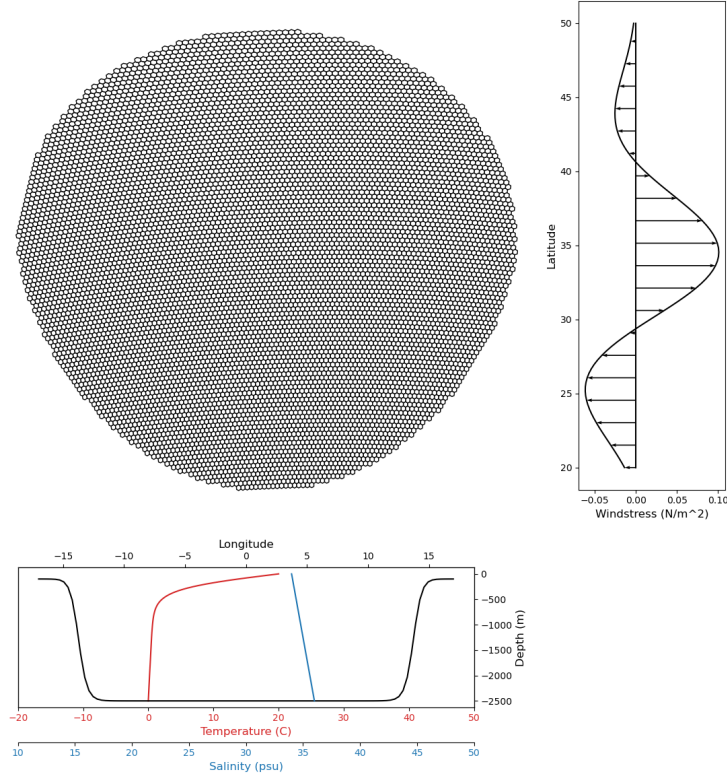 50
45
40
35
30
25
20
Latitude
−0.05 0.00 0.05 0.10
Windstress (N/m^2)
Longitude
−15 −10 −5 0 5 10 15
0
−500
−1000
−1500
−2000
−2500
Depth (m)
−20 −10 0 10 20 30 40 50
Temperature (C)
10 15 20 25 30 35 40 45 50
Salinity (psu)